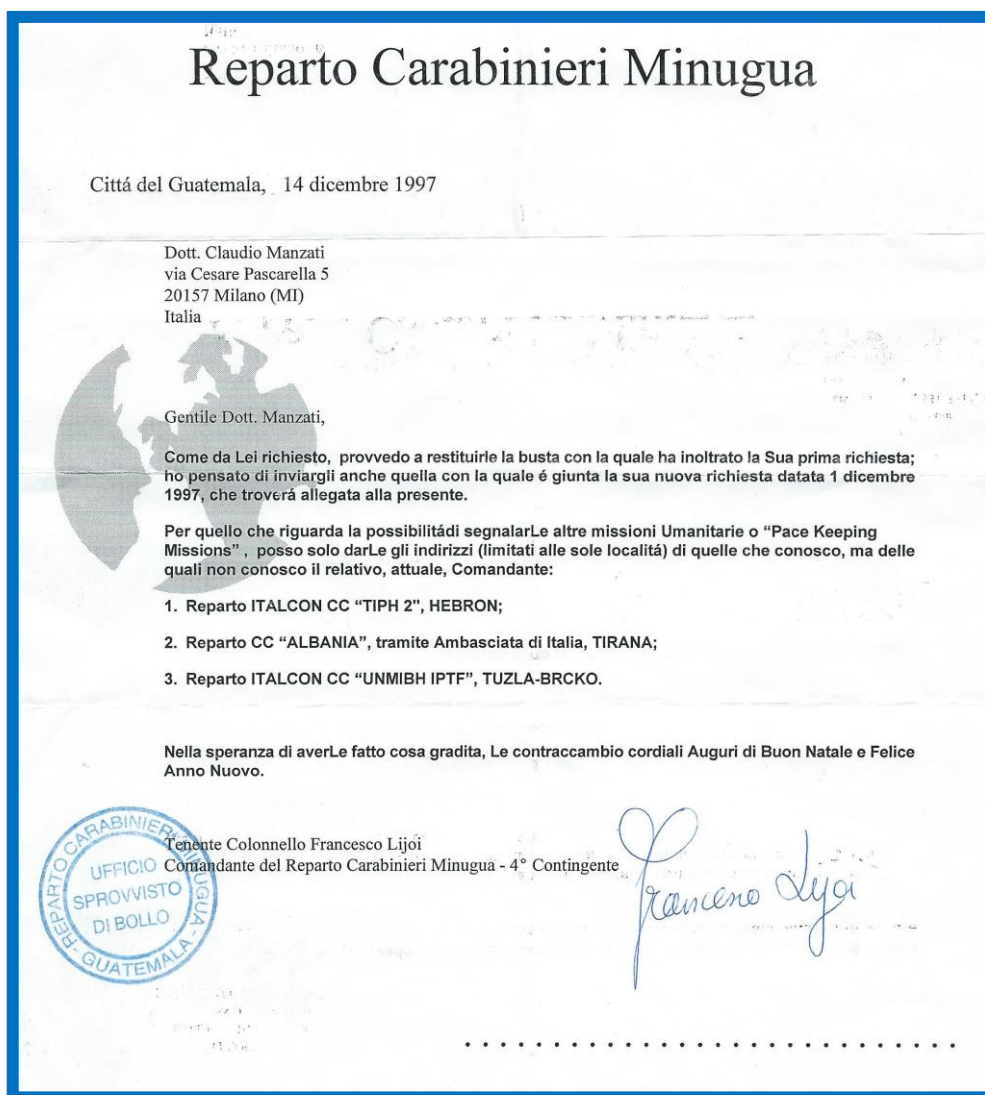 Reparto Carabinieri Minugua
Cittá del Guatemala, 14 dicembre 1997
Dott. Claudio Manzati
via Cesare Pascarella 5
20157 Milano (MI)
Italia
Gentile Dott. Manzati,
Come da Lei richiesto, provvedo a restituirle la busta con la quale ha inoltrato la Sua prima richiesta;
ho pensato di inviargli anche quella con la quale é giunta la sua nuova richiesta datata 1 dicembre
1997, che troverá allegata alla presente.
Per quello che riguarda la possibilitádi segnalarLe altre missioni Umanitarie o “Pace Keeping
Missions” , posso solo darLe gli indirizzi (limitati alle sole localitá) di quelle che conosco, ma delle
quali non conosco il relativo, attuale, Comandante:
1. Reparto ITALCON CC “TIPH 2", HEBRON;
2. Reparto CC “ALBANIA”, tramite Ambasciata di Italia, TIRANA;
3. Reparto ITALCON CC “UNMIBH IPTF”, TUZLA-BRCKO.
Nella speranza di averLe fatto cosa gradita, Le contraccambio cordiali Auguri di Buon Natale e Felice
Anno Nuovo.
Tenente Colonnello Francesco Lijoi
Comandante del Reparto Carabinieri Minugua - 4° Contingente
REPARTO CARABINIERI MINUGUA - GUATEMALA -
UFFICIO
SPROVVISTO
DI BOLLO
Francesco Lijoi